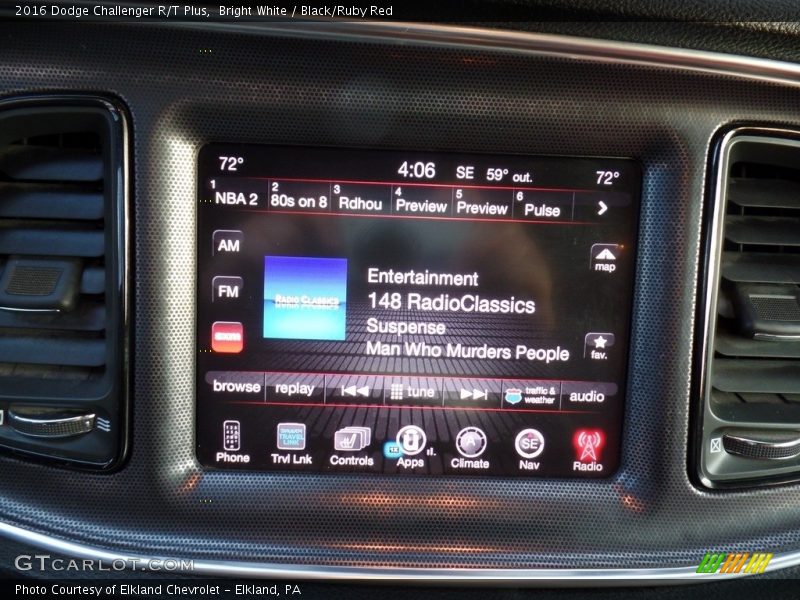 2016 Dodge Challenger R/T Plus,  Bright White / Black/Ruby Red
72° 4:06 SE 59° out. 72°
1 NBA 2 2 80s on 8 3 Rdhou 4 Preview 5 Preview 6 Pulse
AM
map
FM
Radio Classics
Entertainment
148 RadioClassics
Suspense
Man Who Murders People
fav.
browse replay tune traffic & weather audio
Phone Trvl Lnk Controls Apps Climate SE Nav Radio
GTCarLot.com
Photo Courtesy of Elkland Chevrolet - Elkland, PA